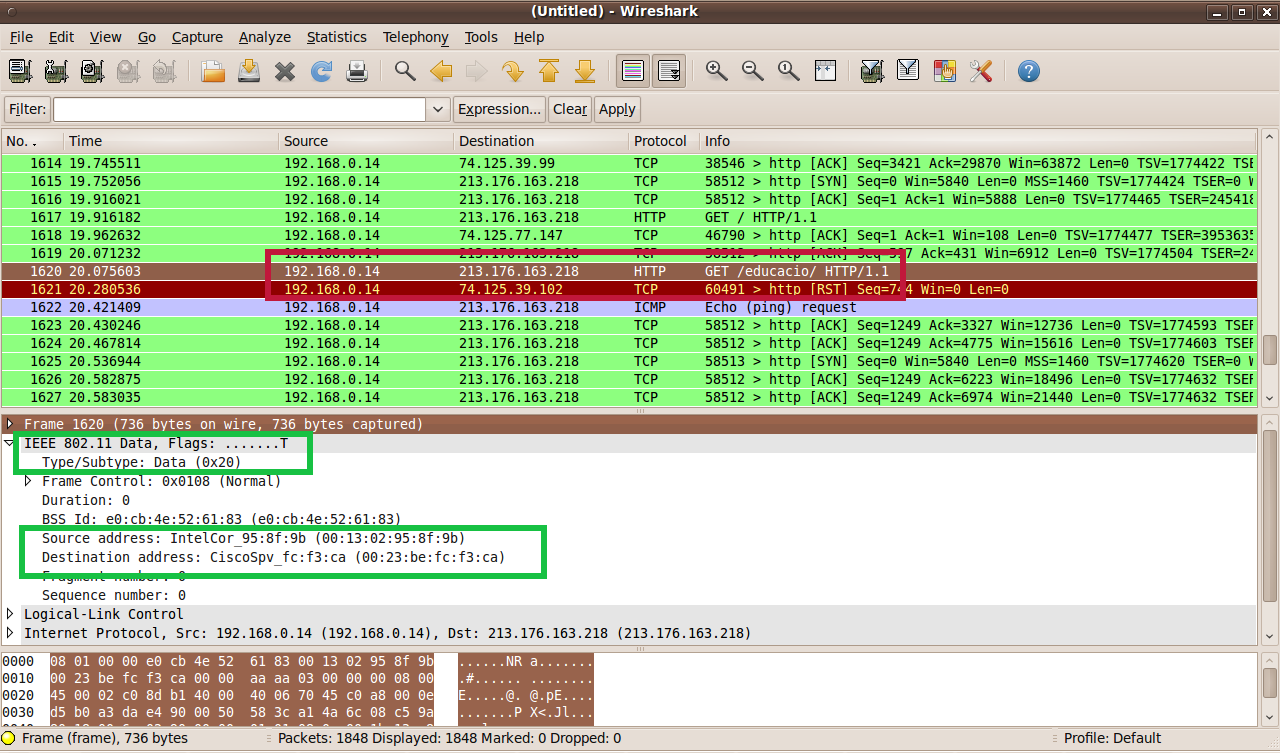 (Untitled) - Wireshark
File Edit View Go Capture Analyze Statistics Telephony Tools Help
Filter: Expression... Clear Apply
No. . Time Source Destination Protocol Info
1614 19.745511 192.168.0.14 74.125.39.99 TCP 38546 > http [ACK] Seq=3421 Ack=29870 Win=63872 Len=0 TSV=1774422 TSE
1615 19.752056 192.168.0.14 213.176.163.218 TCP 58512 > http [SYN] Seq=0 Win=5840 Len=0 MSS=1460 TSV=1774424 TSER=0 W
1616 19.916021 192.168.0.14 213.176.163.218 TCP 58512 > http [ACK] Seq=1 Ack=1 Win=5888 Len=0 TSV=1774465 TSER=245418
1617 19.916182 192.168.0.14 213.176.163.218 HTTP GET / HTTP/1.1
1618 19.962632 192.168.0.14 74.125.77.147 TCP 46790 > http [ACK] Seq=1 Ack=1 Win=108 Len=0 TSV=1774477 TSER=3953635
1619 20.071232 192.168.0.14 213.176.163.218 TCP 58512 > http [ACK] Ack=431 Win=6912 Len=0 TSV=1774504 TSER=24
1620 20.075603 192.168.0.14 213.176.163.218 HTTP GET /educacio/ HTTP/1.1
1621 20.280536 192.168.0.14 74.125.39.102 TCP 60491 > http [RST] Seq=744 Win=0 Len=0
1622 20.421409 192.168.0.14 213.176.163.218 ICMP Echo (ping) request
1623 20.430246 192.168.0.14 213.176.163.218 TCP 58512 > http [ACK] Seq=1249 Ack=3327 Win=12736 Len=0 TSV=1774593 TSEF
1624 20.467814 192.168.0.14 213.176.163.218 TCP 58512 > http [ACK] Seq=1249 Ack=4775 Win=15616 Len=0 TSV=1774603 TSEF
1625 20.536944 192.168.0.14 213.176.163.218 TCP 58513 > http [SYN] Seq=0 Win=5840 Len=0 MSS=1460 TSV=1774620 TSER=0 W
1626 20.582875 192.168.0.14 213.176.163.218 TCP 58512 > http [ACK] Seq=1249 Ack=6223 Win=18496 Len=0 TSV=1774632 TSEF
1627 20.583035 192.168.0.14 213.176.163.218 TCP 58512 > http [ACK] Seq=1249 Ack=6974 Win=21440 Len=0 TSV=1774632 TSEF
Frame 1620 (736 bytes on wire, 736 bytes captured)
IEEE 802.11 Data, Flags: .......T
Type/Subtype: Data (0x20)
Frame Control: 0x0108 (Normal)
Duration: 0
BSS Id: e0:cb:4e:52:61:83 (e0:cb:4e:52:61:83)
Source address: IntelCor_95:8f:9b (00:13:02:95:8f:9b)
Destination address: CiscoSpv_fc:f3:ca (00:23:be:fc:f3:ca)
Fragment number: 0
Sequence number: 0
Logical-Link Control
Internet Protocol, Src: 192.168.0.14 (192.168.0.14), Dst: 213.176.163.218 (213.176.163.218)
0000 08 01 00 00 e0 cb 4e 52 61 83 00 13 02 95 8f 9b ......NR a.......
0010 00 23 be fc f3 ca 00 00 aa aa 03 00 00 00 08 00 .#...... ........
0020 45 00 02 c0 8d b1 40 00 40 06 70 45 c0 a8 00 0e E.....@. @.pE....
0030 d5 b0 a3 da e4 90 00 50 58 3c a1 4a 6c 08 c5 9a .......P X<.Jl...
Frame (frame), 736 bytes Packets: 1848 Displayed: 1848 Marked: 0 Dropped: 0 Profile: Default